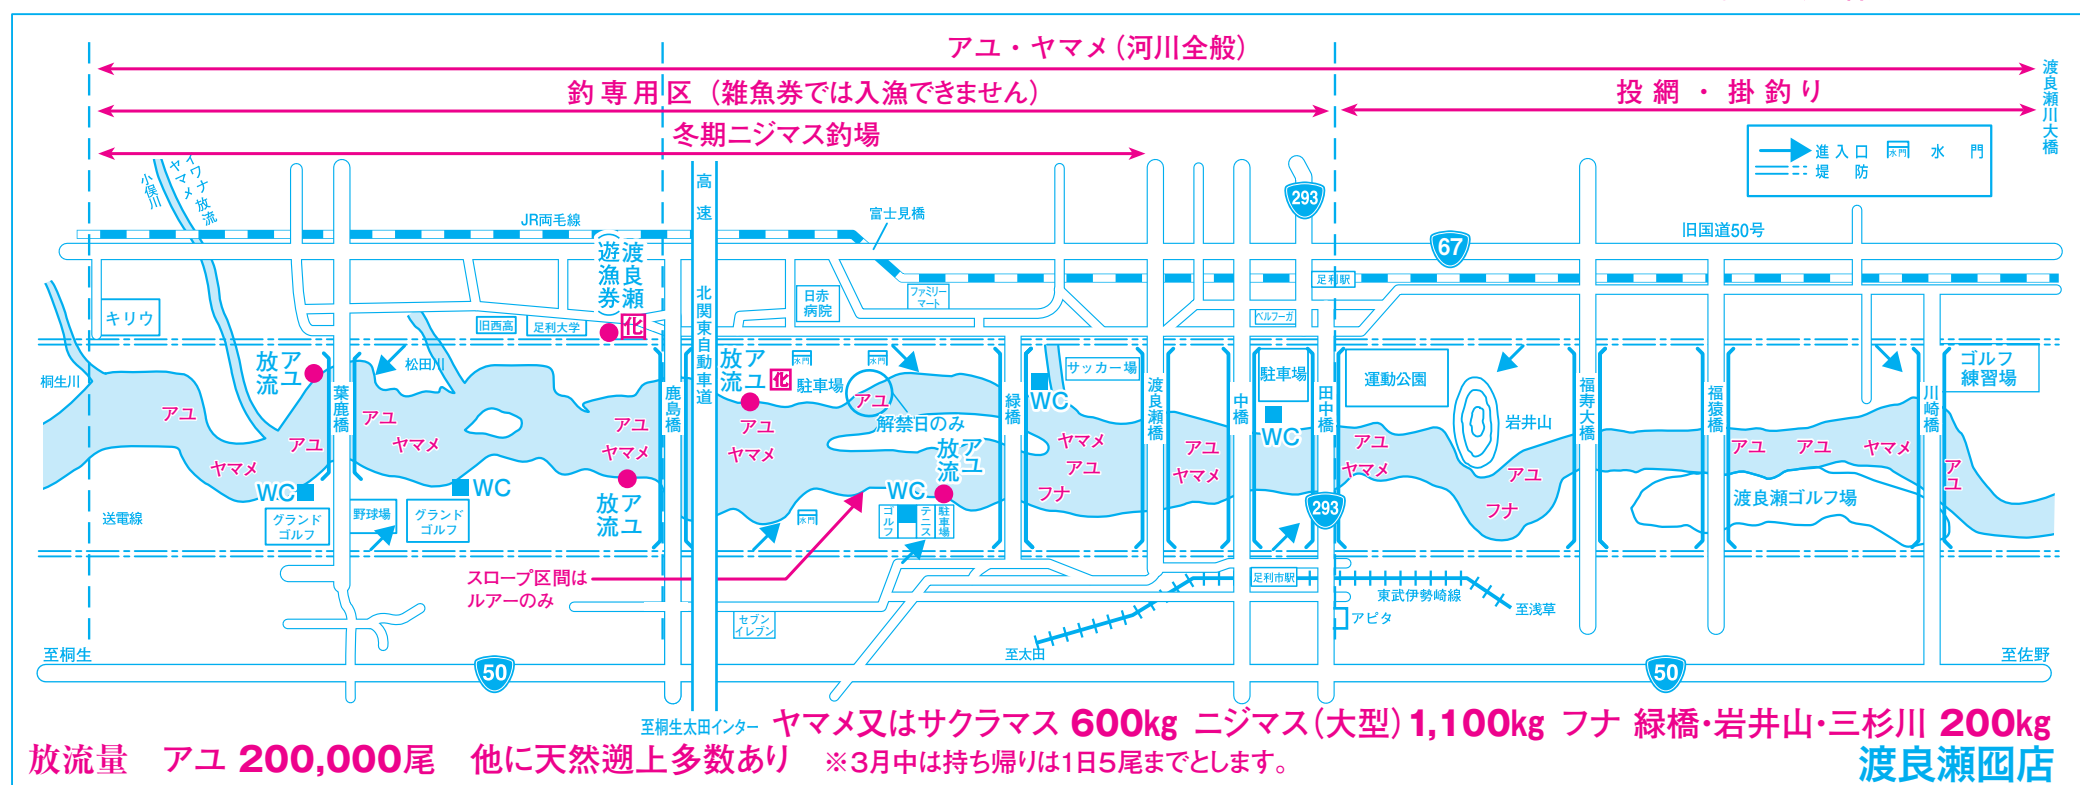 アユ・ヤマメ(河川全般)
釣専用区(雑魚券では入漁できません)
投網・掛釣り
冬期ニジマス釣場
渡良瀬川大橋
進入口 水門 水門
堤防
小俣川
イワナ放流
ヤマメ
高速
北関東自動車道
JR両毛線
富士見橋
293
67
旧国道50号
渡良瀬
遊漁券
足利駅
キリウ
旧西高
足利大学
日赤
病院
ファミリー
マート
ベルフーガ
桐生川
アユ
放流
葉鹿橋
松田川
鹿島橋
アユ
放流
水門
水門
駐車場
緑橋
サッカー場
WC
渡良瀬橋
中橋
駐車場
WC
田中橋
運動公園
岩井山
福寿大橋
福猿橋
川崎橋
ゴルフ
練習場
アユ
ヤマメ
アユ
アユ
ヤマメ
アユ
ヤマメ
アユ
ヤマメ
アユ
解禁日のみ
アユ
放流
ヤマメ
アユ
フナ
アユ
ヤマメ
アユ
ヤマメ
アユ
フナ
アユ
アユ
ヤマメ
アユ
渡良瀬ゴルフ場
WC
WC
アユ
放流
WC
送電線
グランド
ゴルフ
野球場
グランド
ゴルフ
水門
ゴルフ
テニス
駐車場
293
スロープ区間は
ルアーのみ
セブン
イレブン
足利市駅
東武伊勢崎線
至浅草
アピタ
至太田
至桐生
50
50
至佐野
至桐生太田インター
ヤマメ又はサクラマス 600kg ニジマス(大型)1,100kg フナ 緑橋・岩井山・三杉川 200kg
放流量 アユ 200,000尾 他に天然遡上多数あり ※3月中は持ち帰りは1日5尾までとします。